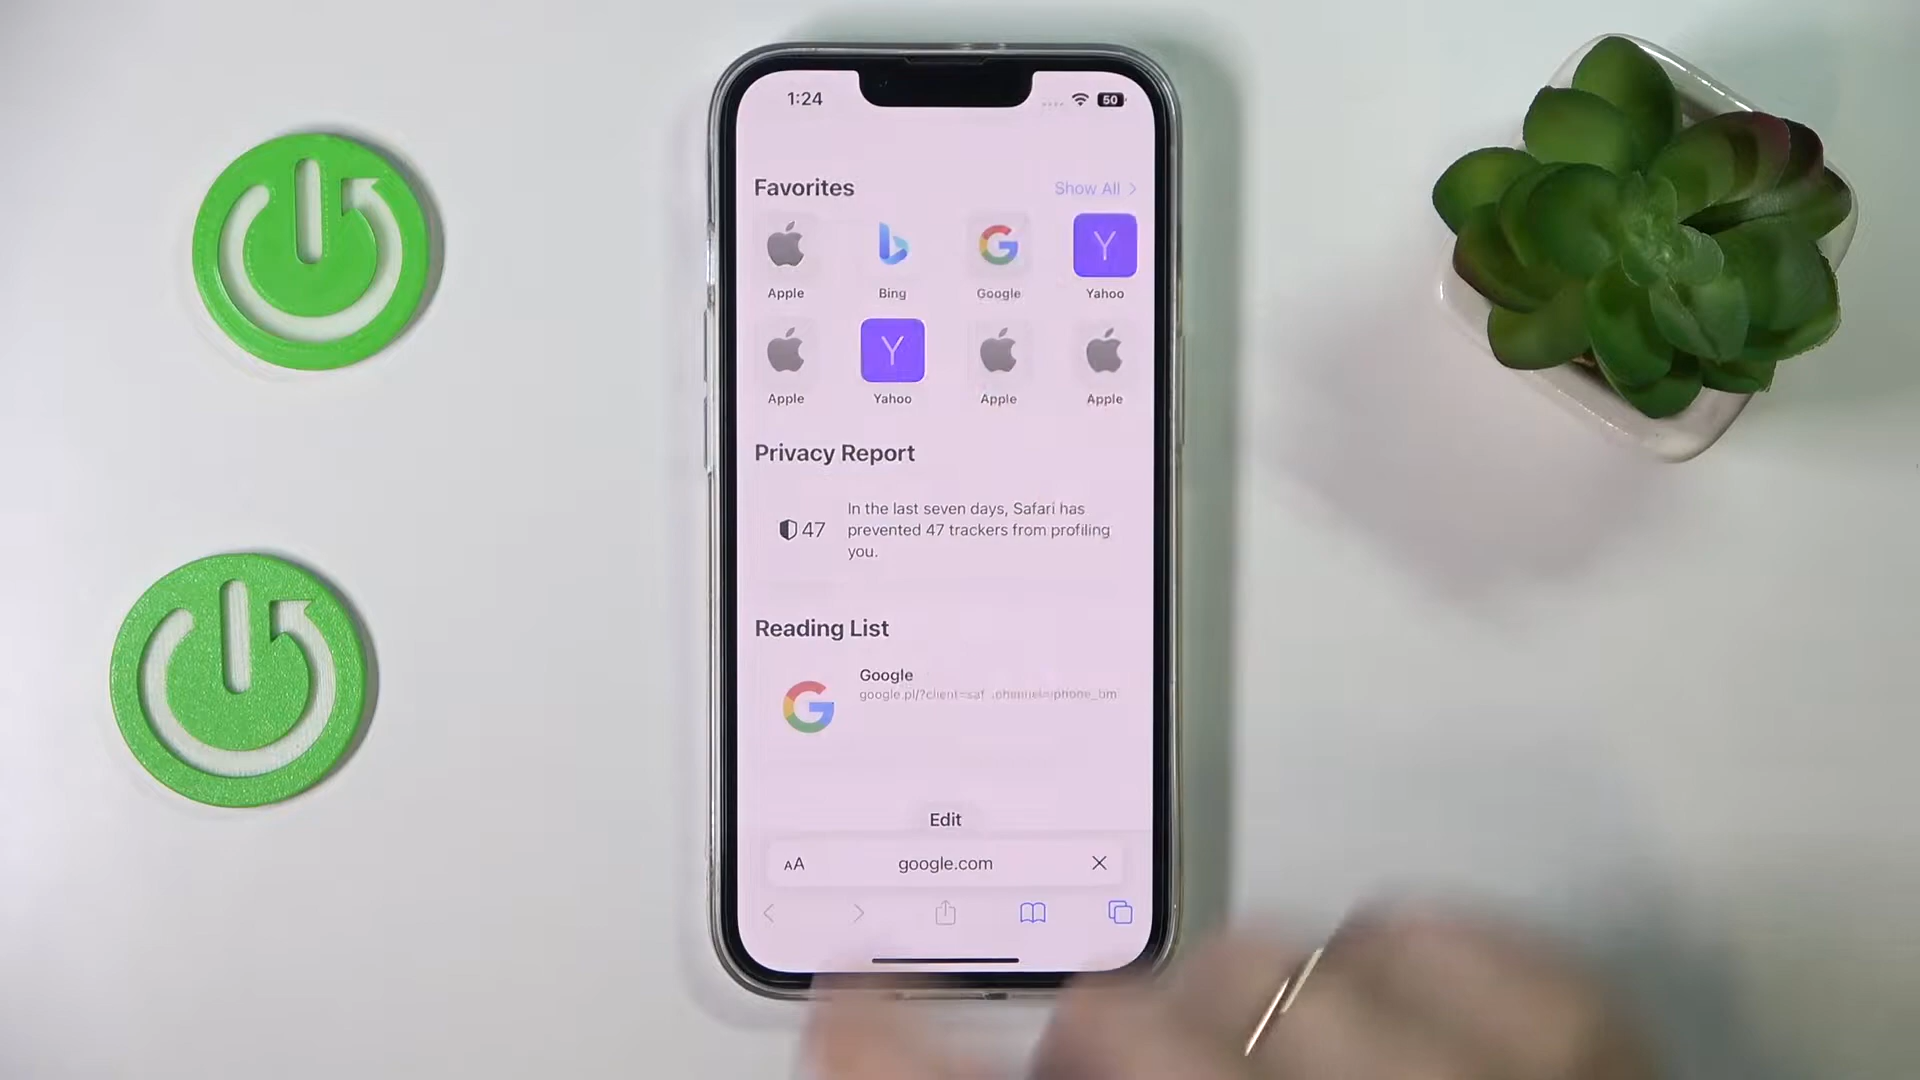 1:24
50
Favorites
Show All >
Apple
Bing
Google
Y
Yahoo
Apple
Y
Yahoo
Apple
Apple
Privacy Report
47
In the last seven days, Safari has
prevented 47 trackers from profiling
you.
Reading List
Google
google.pl/?client=saf
Edit
AA
google.com